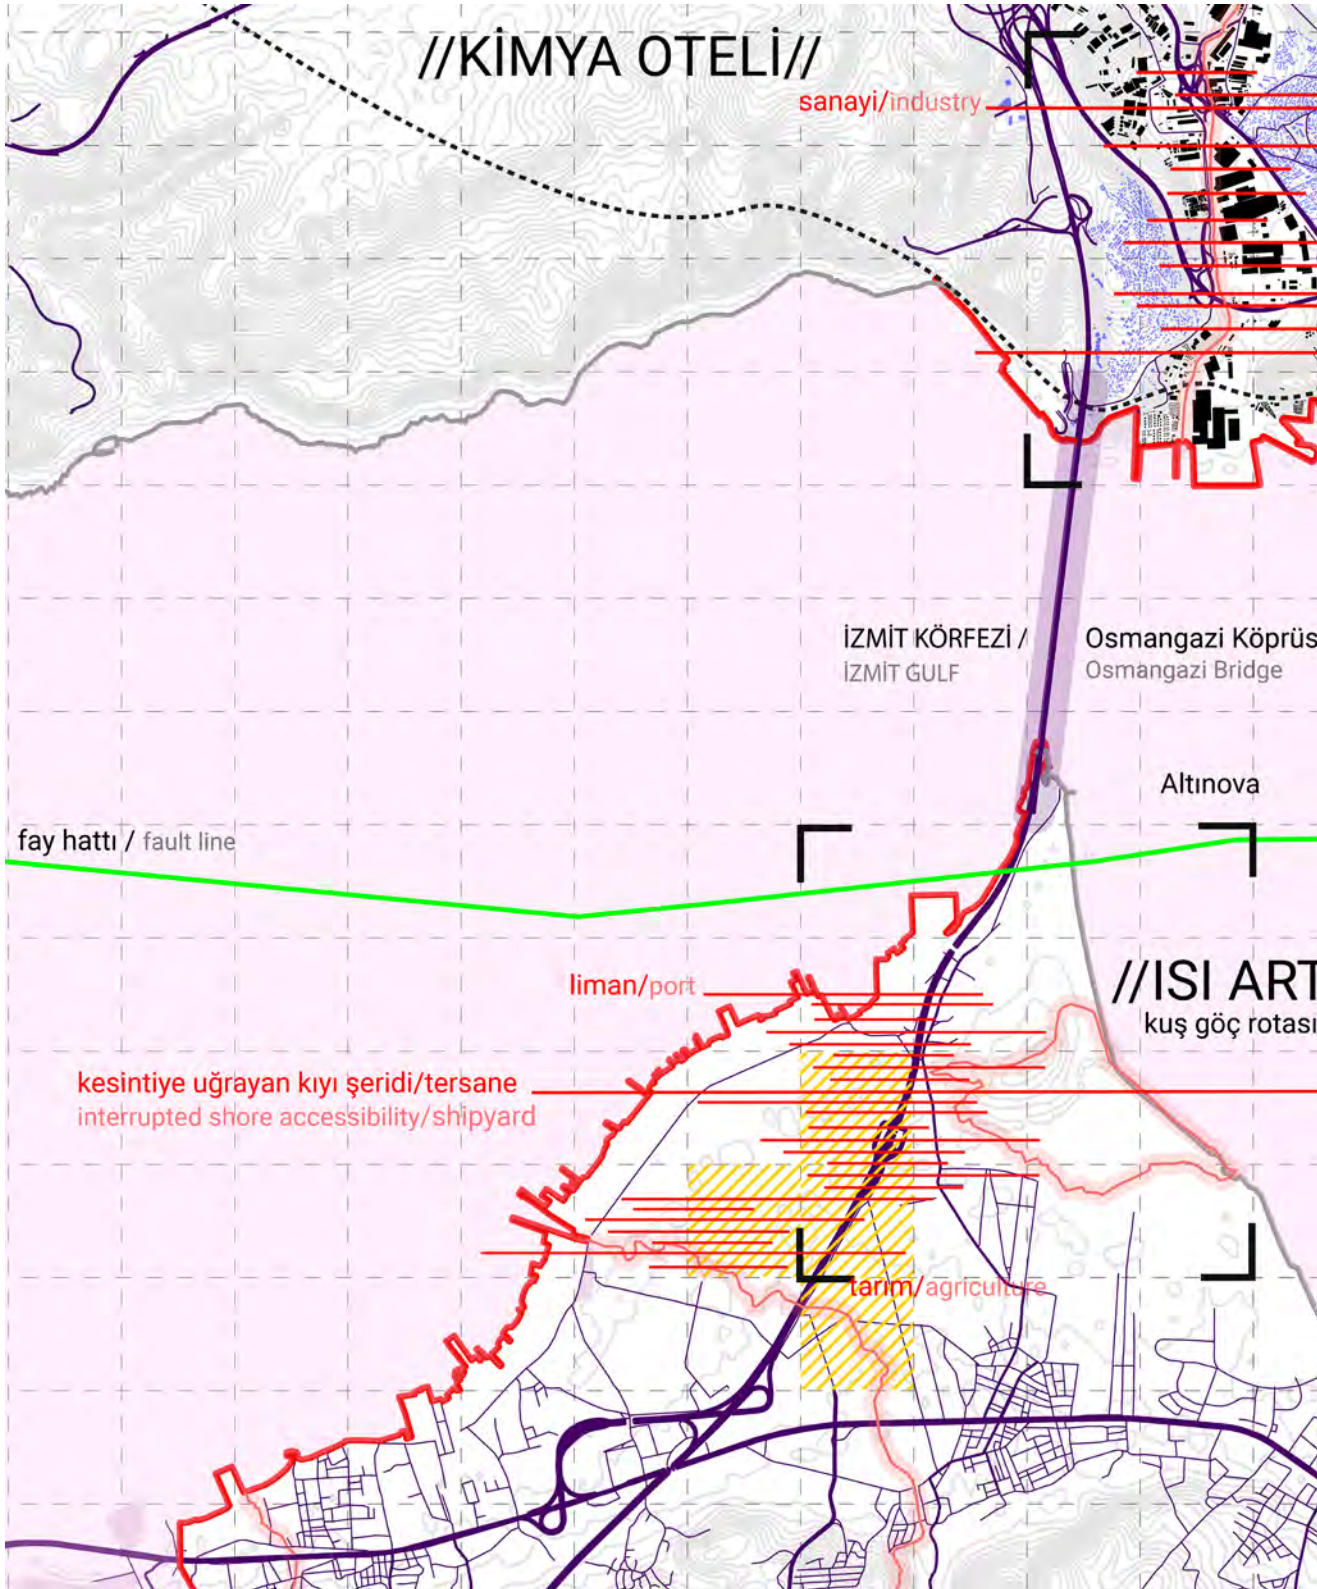 //KİMYA OTELİ//
sanayi/industry
İZMİT KÖRFEZİ /
İZMİT GULF
Osmangazi Köprüs
Osmangazi Bridge
Altınova
fay hattı / fault line
//ISI ART
kuş göç rotası
liman/port
kesintiye uğrayan kıyı şeridi/tersane
interrupted shore accessibility/shipyard
tarım/agriculture